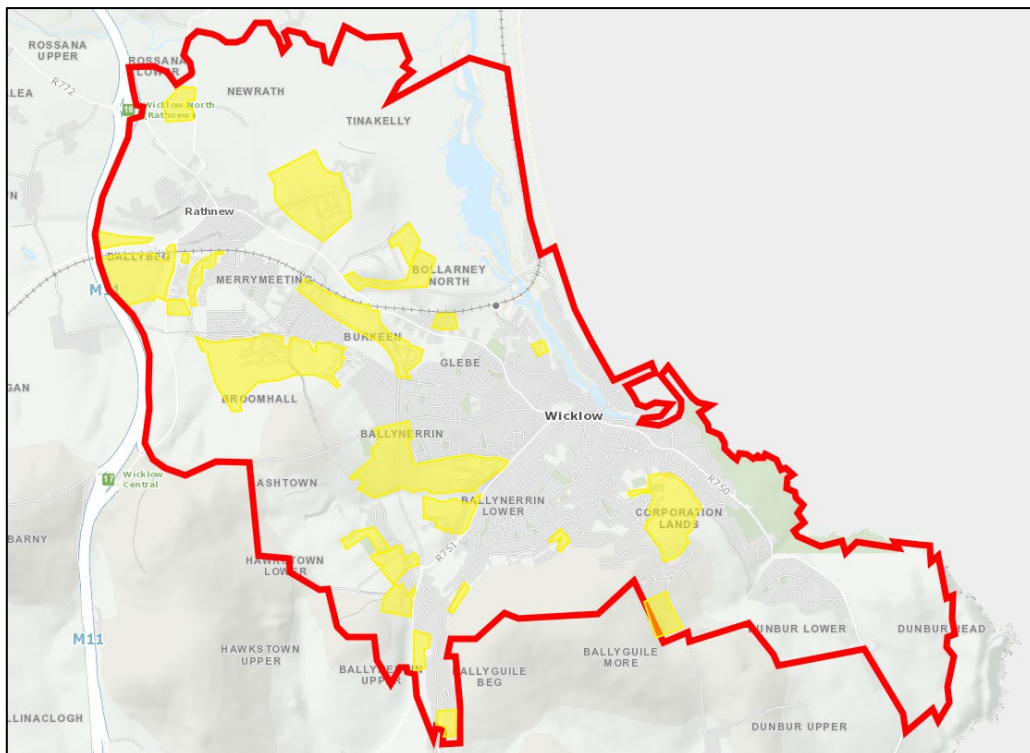 ROSSANA
UPPER
ROSSANA
LOWER
R772
16
Wicklow North
(Rathnew)
NEWRATH
TINAKELLY
Rathnew
BALLYBEG
M11
MERRYMEETING
BOLLARNEY
NORTH
BURKEEN
GLEBE
BROOMHALL
Wicklow
BALLYNERRIN
17
Wicklow
Central
ASHTOWN
BALLYNERRIN
LOWER
CORPORATION
LANDS
R750
BARNY
R751
HAWKSTOWN
LOWER
M11
HAWKSTOWN
UPPER
BALLYNERRIN
UPPER
BALLYGUILE
BEG
BALLYGUILE
MORE
DUNBUR LOWER
DUNBUR HEAD
DUNBUR UPPER
LLINACLOGH